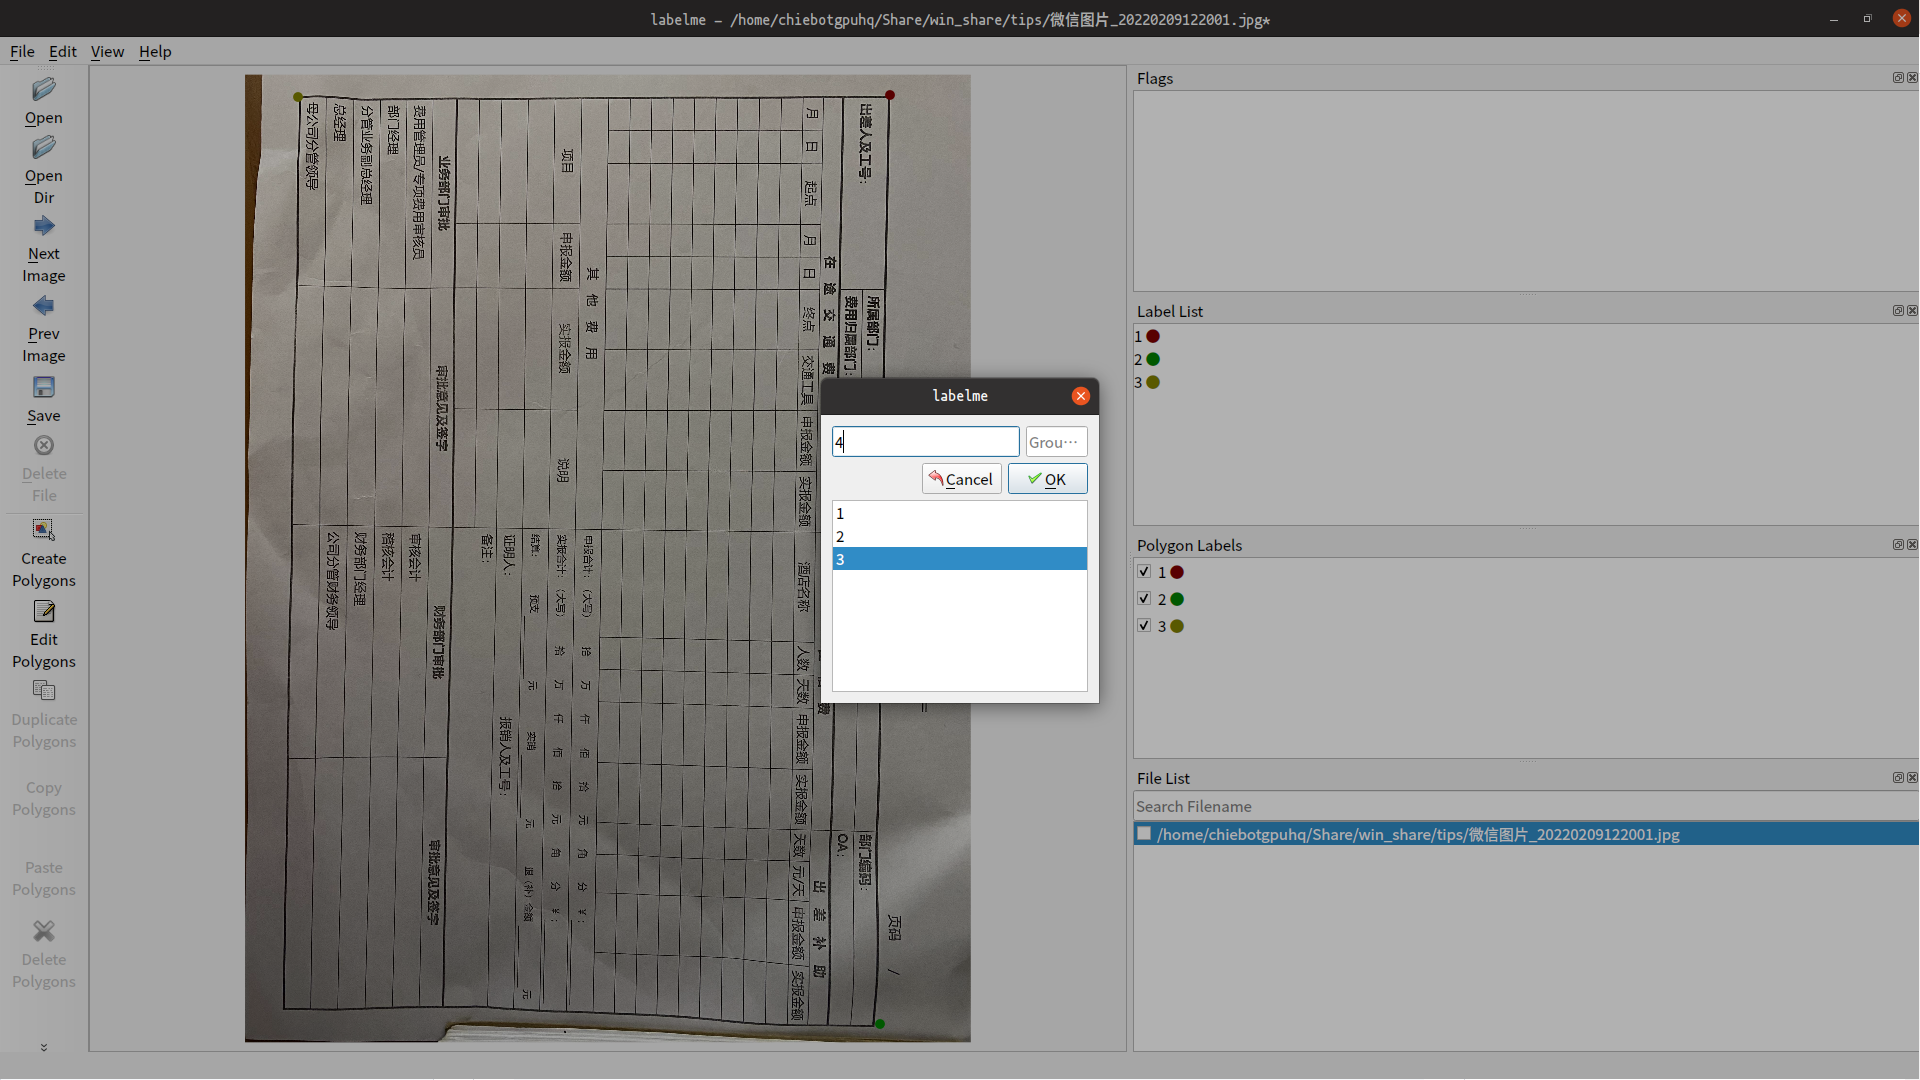 labelme – /home/chiebotgpuhq/Share/win_share/tips/微信图片_20220209122001.jpg*
File Edit View Help
Open
Open
Dir
Next
Image
Prev
Image
Save
Delete
File
Create
Polygons
Edit
Polygons
Duplicate
Polygons
Copy
Polygons
Paste
Polygons
Delete
Polygons
页码 /
出差人及工号：
所属部门：
费用归属部门：
部门编码：
OA：
在途交通费
费
出差补助
月 日 起点 月 日 终点 交通工具 申报金额 实报金额 酒店名称 人数 天数 申报金额 实报金额 天数 元/天 申报金额 实报金额
其他费用
项目 申报金额 实报金额 说明
申报合计：（大写） 拾 万 仟 佰 拾 元 角 分 ¥：
实报合计：（大写） 拾 万 仟 佰 拾 元 角 分 ¥：
结算： 预支 元 实销 元 退（补）金额 元
证明人： 报销人及工号：
备注：
业务部门审批 审批意见及签字 财务部门审批 审批意见及签字
费用管理员/专项费用审核员 审核会计
部门经理 稽核会计
分管业务副总经理 财务部门经理
总经理 公司分管财务领导
母公司分管领导
labelme
4
Grou···
Cancel
OK
1
2
3
Flags
Label List
1
2
3
Polygon Labels
1
2
3
File List
Search Filename
/home/chiebotgpuhq/Share/win_share/tips/微信图片_20220209122001.jpg